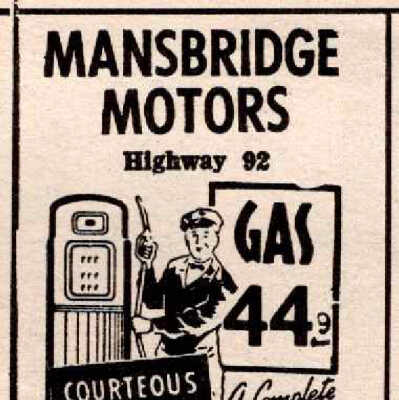 MANSBRIDGE
MOTORS
Highway 92
GAS
44.9
COURTEOUS
A Complete